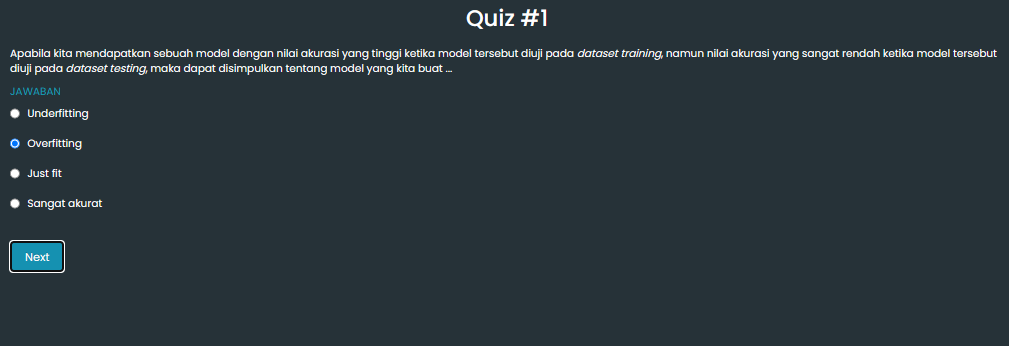 Quiz #1
Apabila kita mendapatkan sebuah model dengan nilai akurasi yang tinggi ketika model tersebut diuji pada dataset training, namun nilai akurasi yang sangat rendah ketika model tersebut
diuji pada dataset testing, maka dapat disimpulkan tentang model yang kita buat ...
JAWABAN
Underfitting
Overfitting
Just fit
Sangat akurat
Next